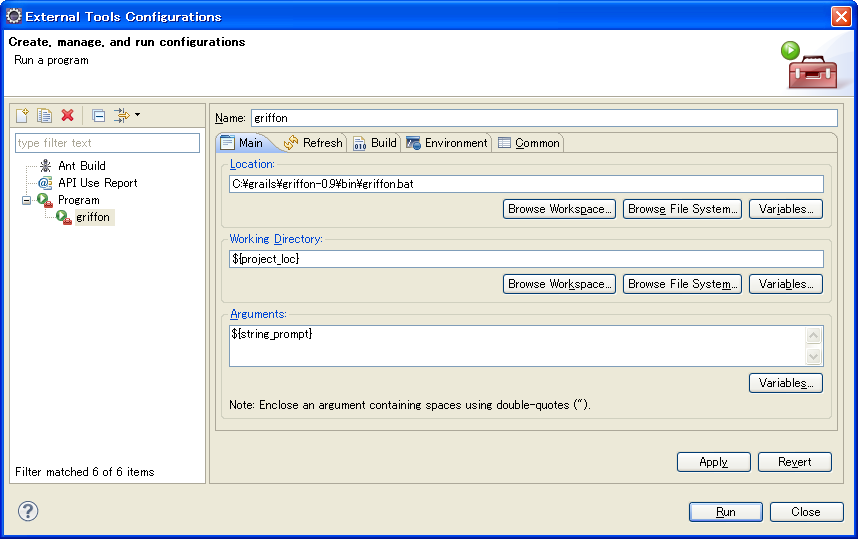 External Tools Configurations
Create, manage, and run configurations
Run a program
type filter text
Ant Build
API Use Report
Program
griffon
Filter matched 6 of 6 items
Name: griffon
Main Refresh Build Environment Common
Location:
C:¥grails¥griffon-0.9¥bin¥griffon.bat
Browse Workspace... Browse File System... Variables...
Working Directory:
${project_loc}
Browse Workspace... Browse File System... Variables...
Arguments:
${string_prompt}
Variables...
Note: Enclose an argument containing spaces using double-quotes (").
Apply Revert
Run Close